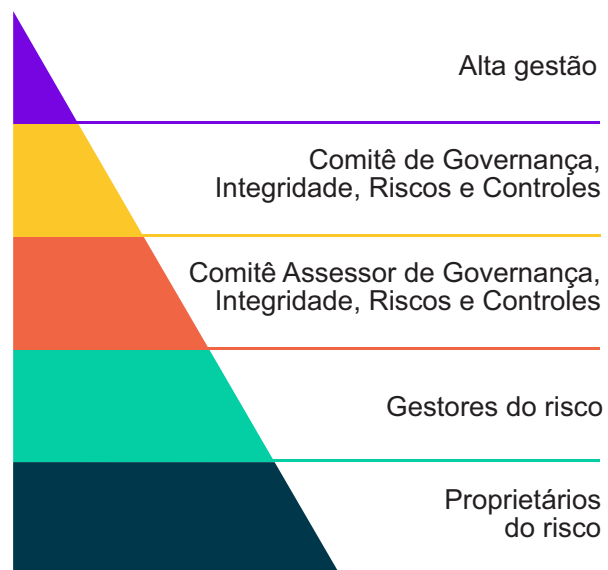 Alta gestão
Comitê de Governança,
Integridade, Riscos e Controles
Comitê Assessor de Governança,
Integridade, Riscos e Controles
Gestores do risco
Proprietários
do risco